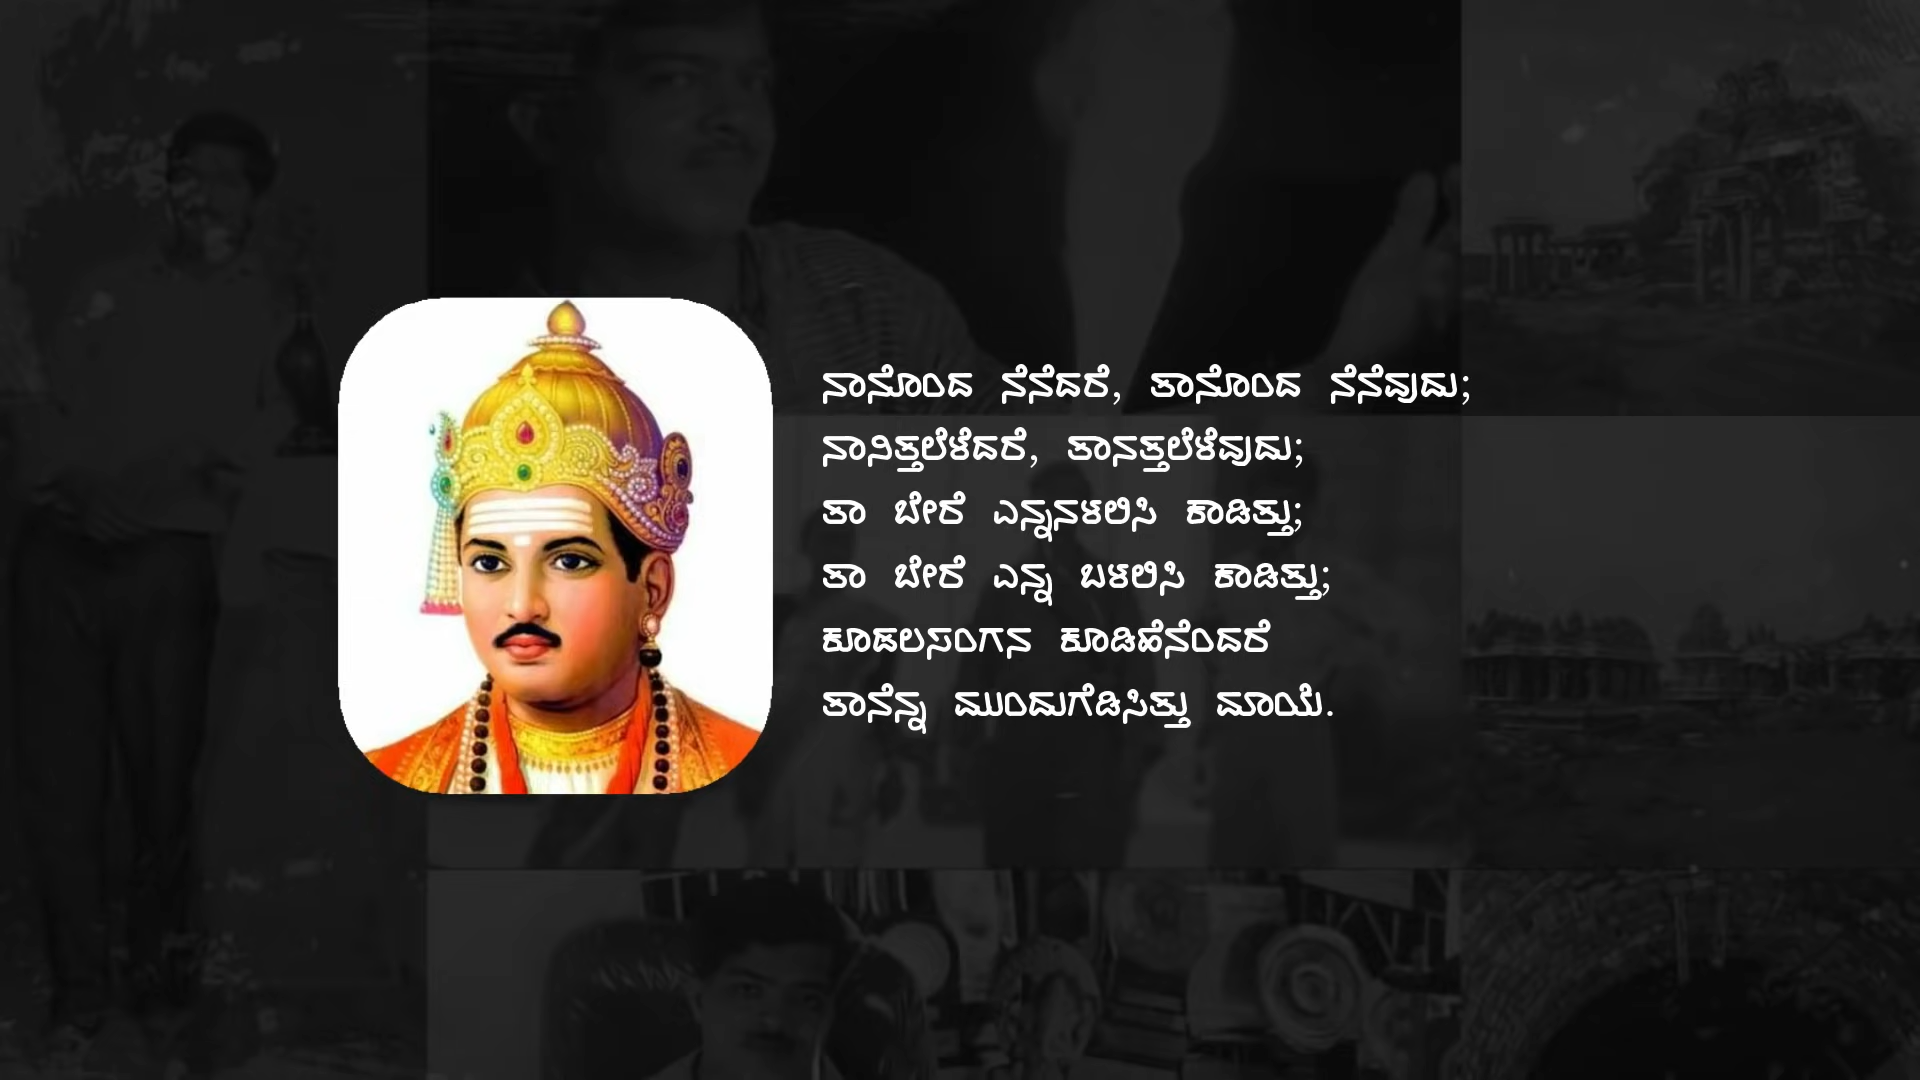 ನಾನೊಂದ ನೆನೆದರೆ, ತಾನೊಂದ ನೆನೆವುದು;
ನಾನಿತ್ತಲೆಳೆದರೆ, ತಾನತ್ತಲೆಳೆವುದು;
ತಾ ಬೇರೆ ಎನ್ನನಳಲಿಸಿ ಕಾಡಿತ್ತು;
ತಾ ಬೇರೆ ಎನ್ನ ಬಳಲಿಸಿ ಕಾಡಿತ್ತು;
ಕೂಡಲಸಂಗನ ಕೂಡಿಹೆನೆಂದರೆ
ತಾನೆನ್ನ ಮುಂದುಗೆಡಿಸಿತ್ತು ಮಾಯೆ.